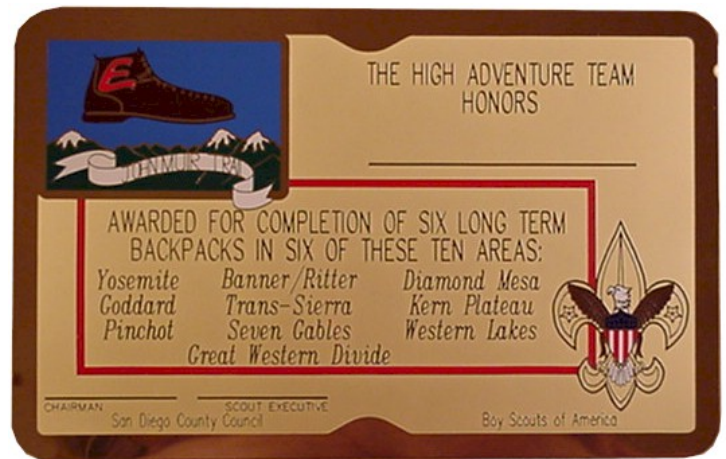 E
JOHN MUIR TRAIL
THE HIGH ADVENTURE TEAM
HONORS
AWARDED FOR COMPLETION OF SIX LONG TERM
BACKPACKS IN SIX OF THESE TEN AREAS:
Yosemite Banner/Ritter Diamond Mesa
Goddard Trans-Sierra Kern Plateau
Pinchot Seven Gables Western Lakes
Great Western Divide
CHAIRMAN SCOUT EXECUTIVE
San Diego County Council Boy Scouts of America